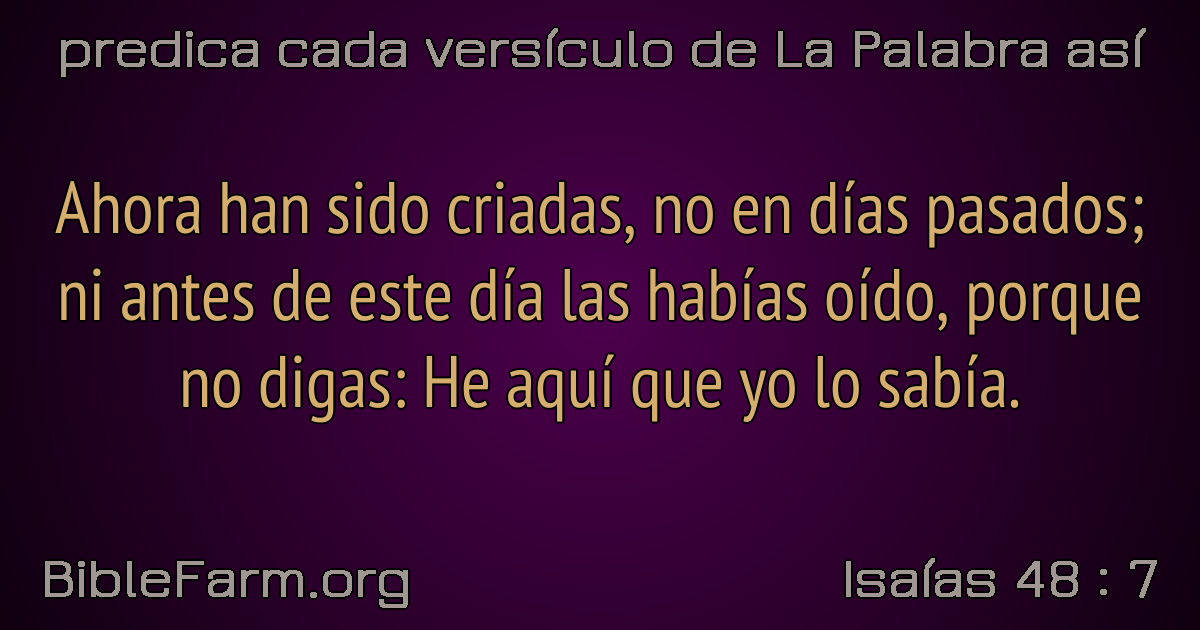 predica cada versículo de La Palabra así
Ahora han sido criadas, no en días pasados;
ni antes de este día las habías oído, porque
no digas: He aquí que yo lo sabía.
BibleFarm.org
Isaías 48 : 7